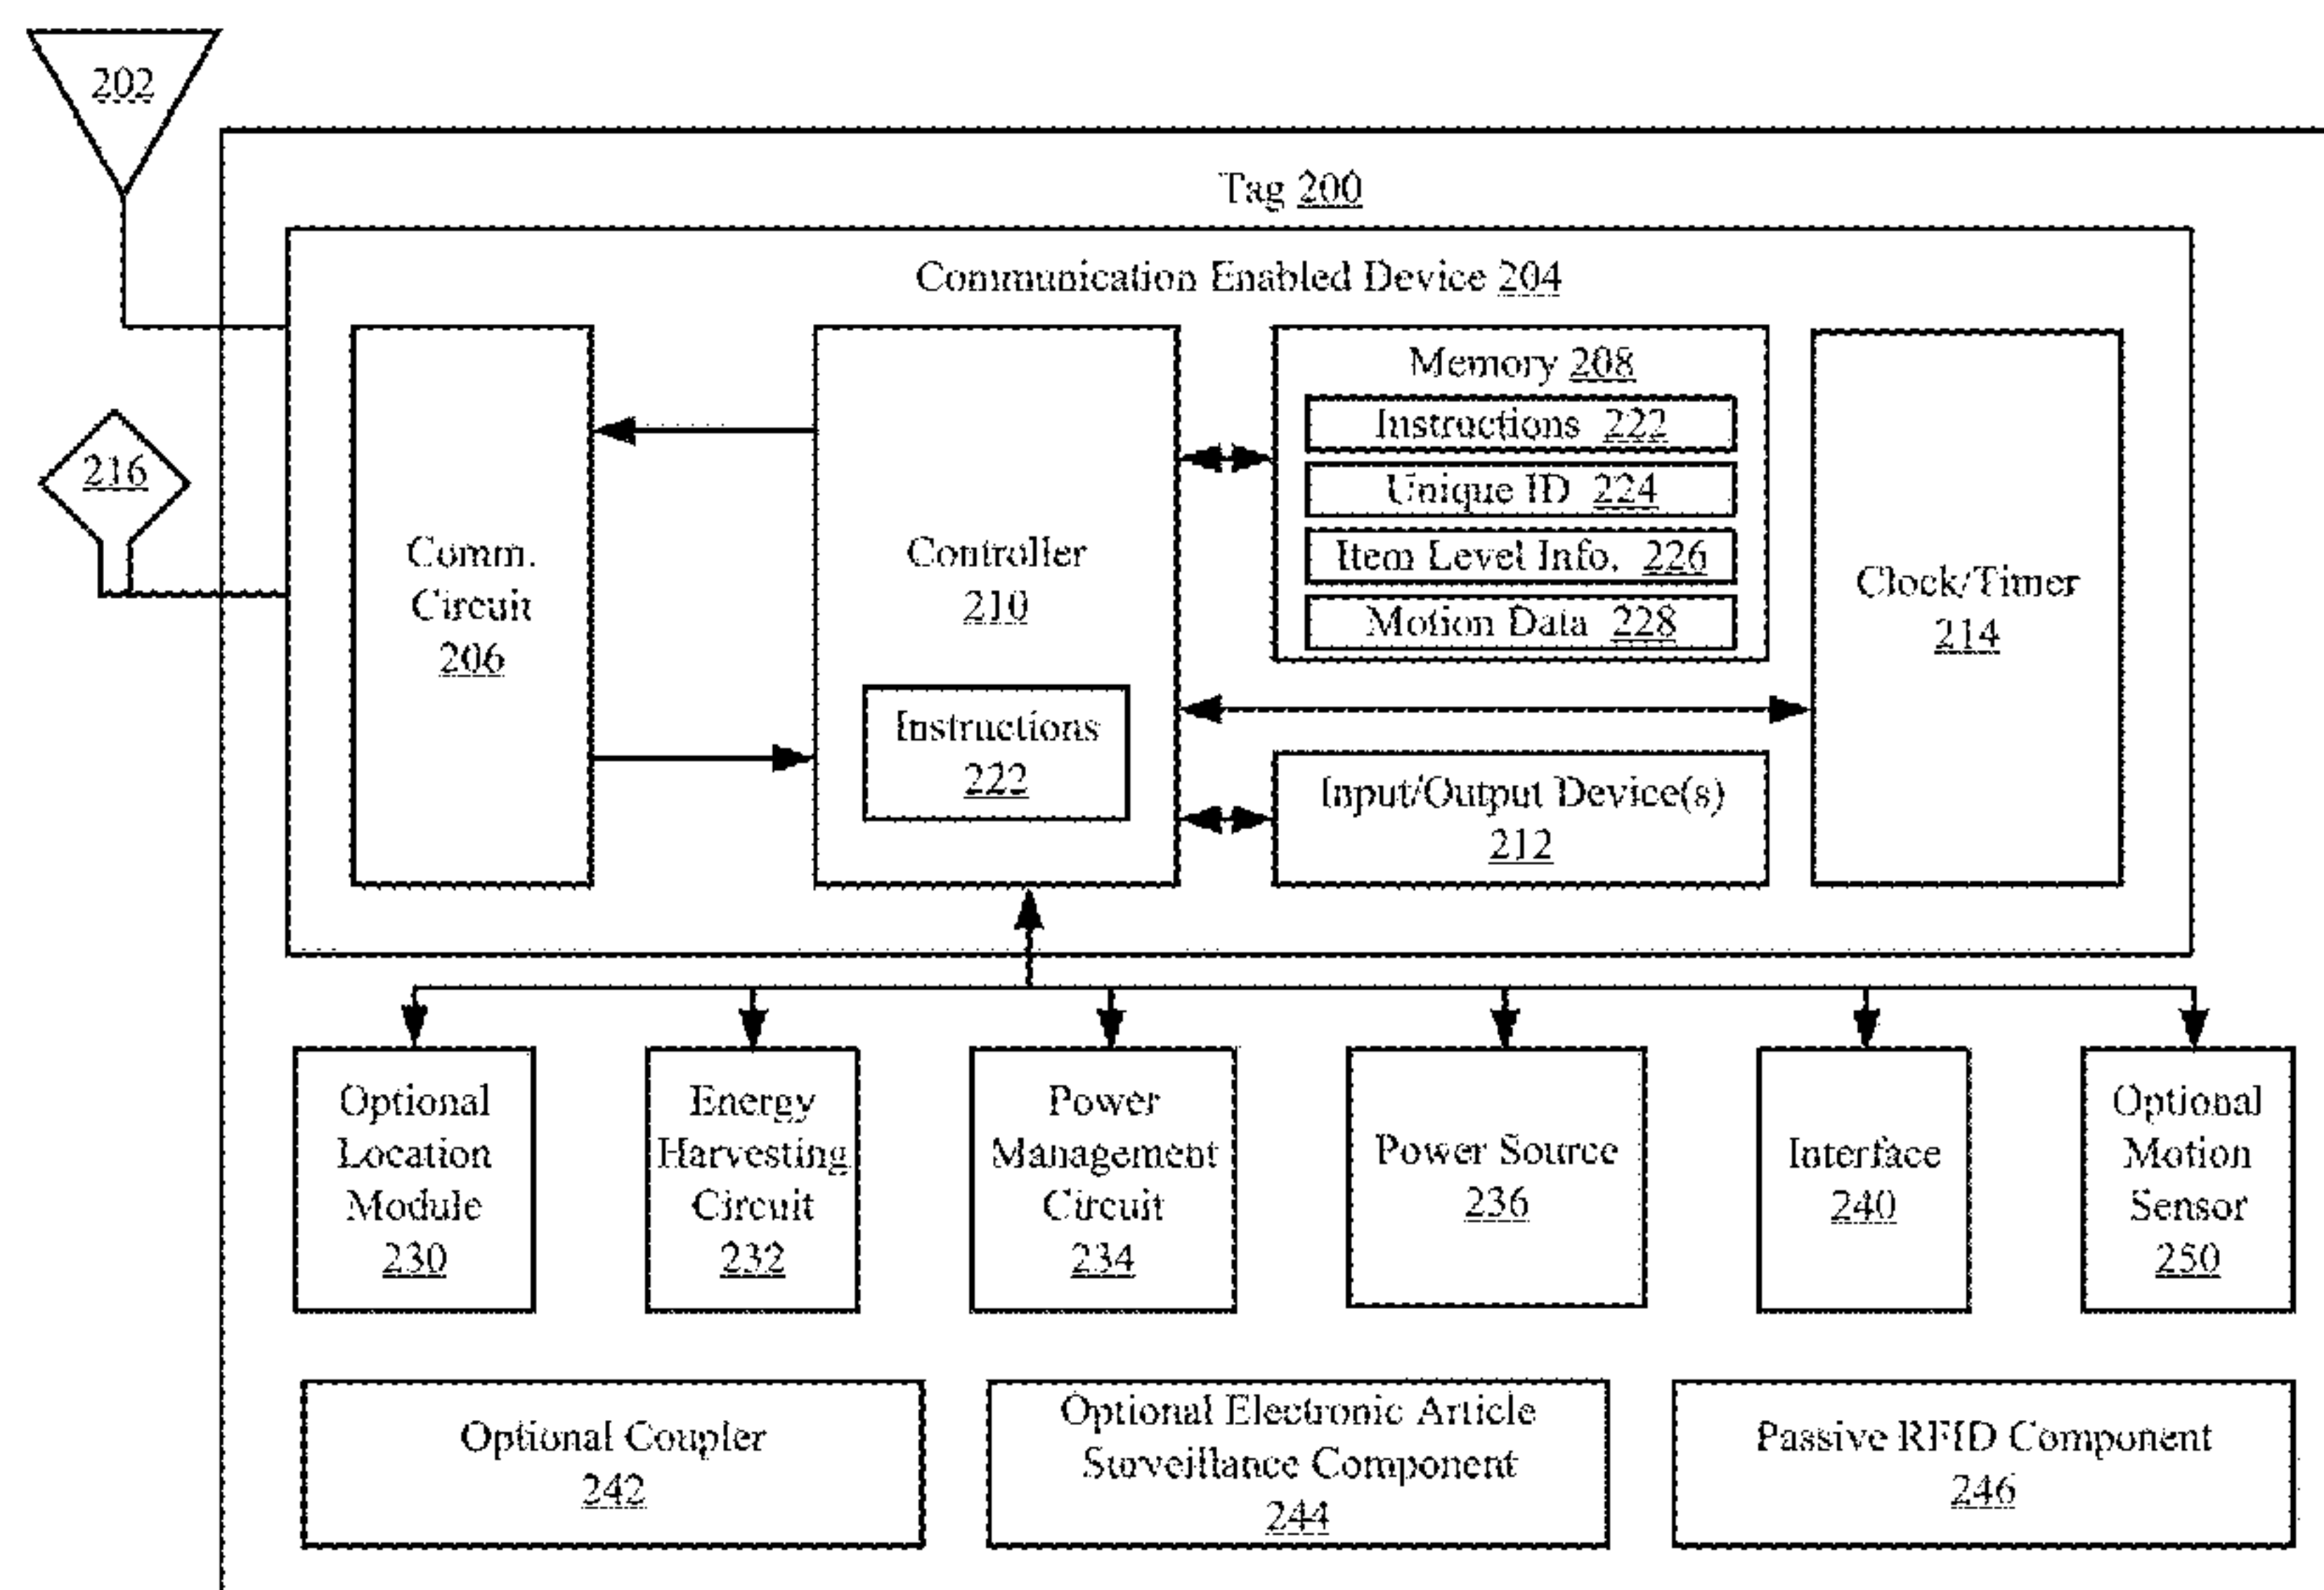 202
Tag 200
Communication Enabled Device 204
216
Comm.
Circuit
206
Controller
210
Instructions
222
Memory 208
Instructions 222
Unique ID 224
Item Level Info. 226
Motion Data 228
Clock/Timer
214
Input/Output Device(s)
212
Optional
Location
Module
230
Energy
Harvesting
Circuit
232
Power
Management
Circuit
234
Power Source
236
Interface
240
Optional
Motion
Sensor
250
Optional Coupler
242
Optional Electronic Article
Surveillance Component
244
Passive RFID Component
246